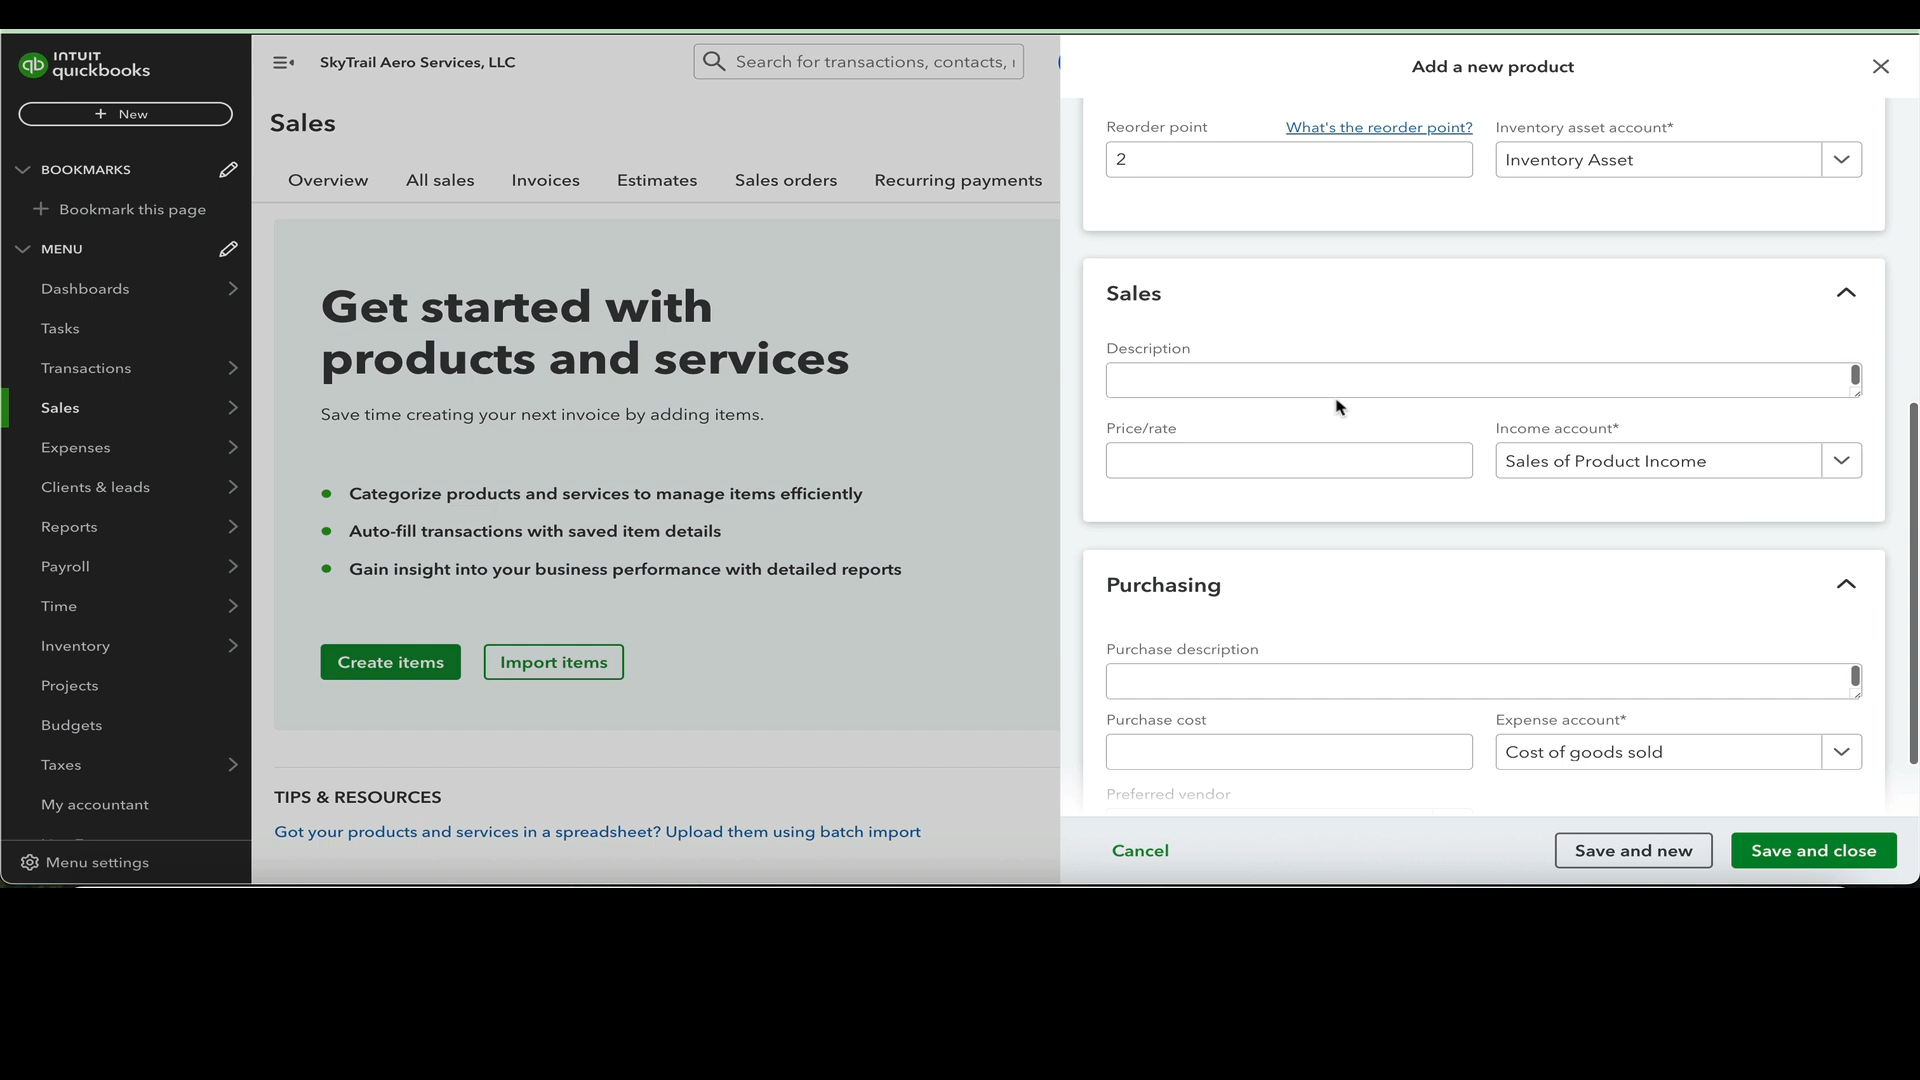 INTUIT
quickbooks
+ New
BOOKMARKS
Bookmark this page
MENU
Dashboards
Tasks
Transactions
Sales
Expenses
Clients & leads
Reports
Payroll
Time
Inventory
Projects
Budgets
Taxes
My accountant
Menu settings
SkyTrail Aero Services, LLC
Search for transactions, contacts,
Sales
Overview All sales Invoices Estimates Sales orders Recurring payments
Get started with
products and services
Save time creating your next invoice by adding items.
Categorize products and services to manage items efficiently
Auto-fill transactions with saved item details
Gain insight into your business performance with detailed reports
Create items Import items
TIPS & RESOURCES
Got your products and services in a spreadsheet? Upload them using batch import
Add a new product
Reorder point What's the reorder point? Inventory asset account*
2 Inventory Asset
Sales
Description
Price/rate Income account*
Sales of Product Income
Purchasing
Purchase description
Purchase cost Expense account*
Cost of goods sold
Preferred vendor
Cancel Save and new Save and close